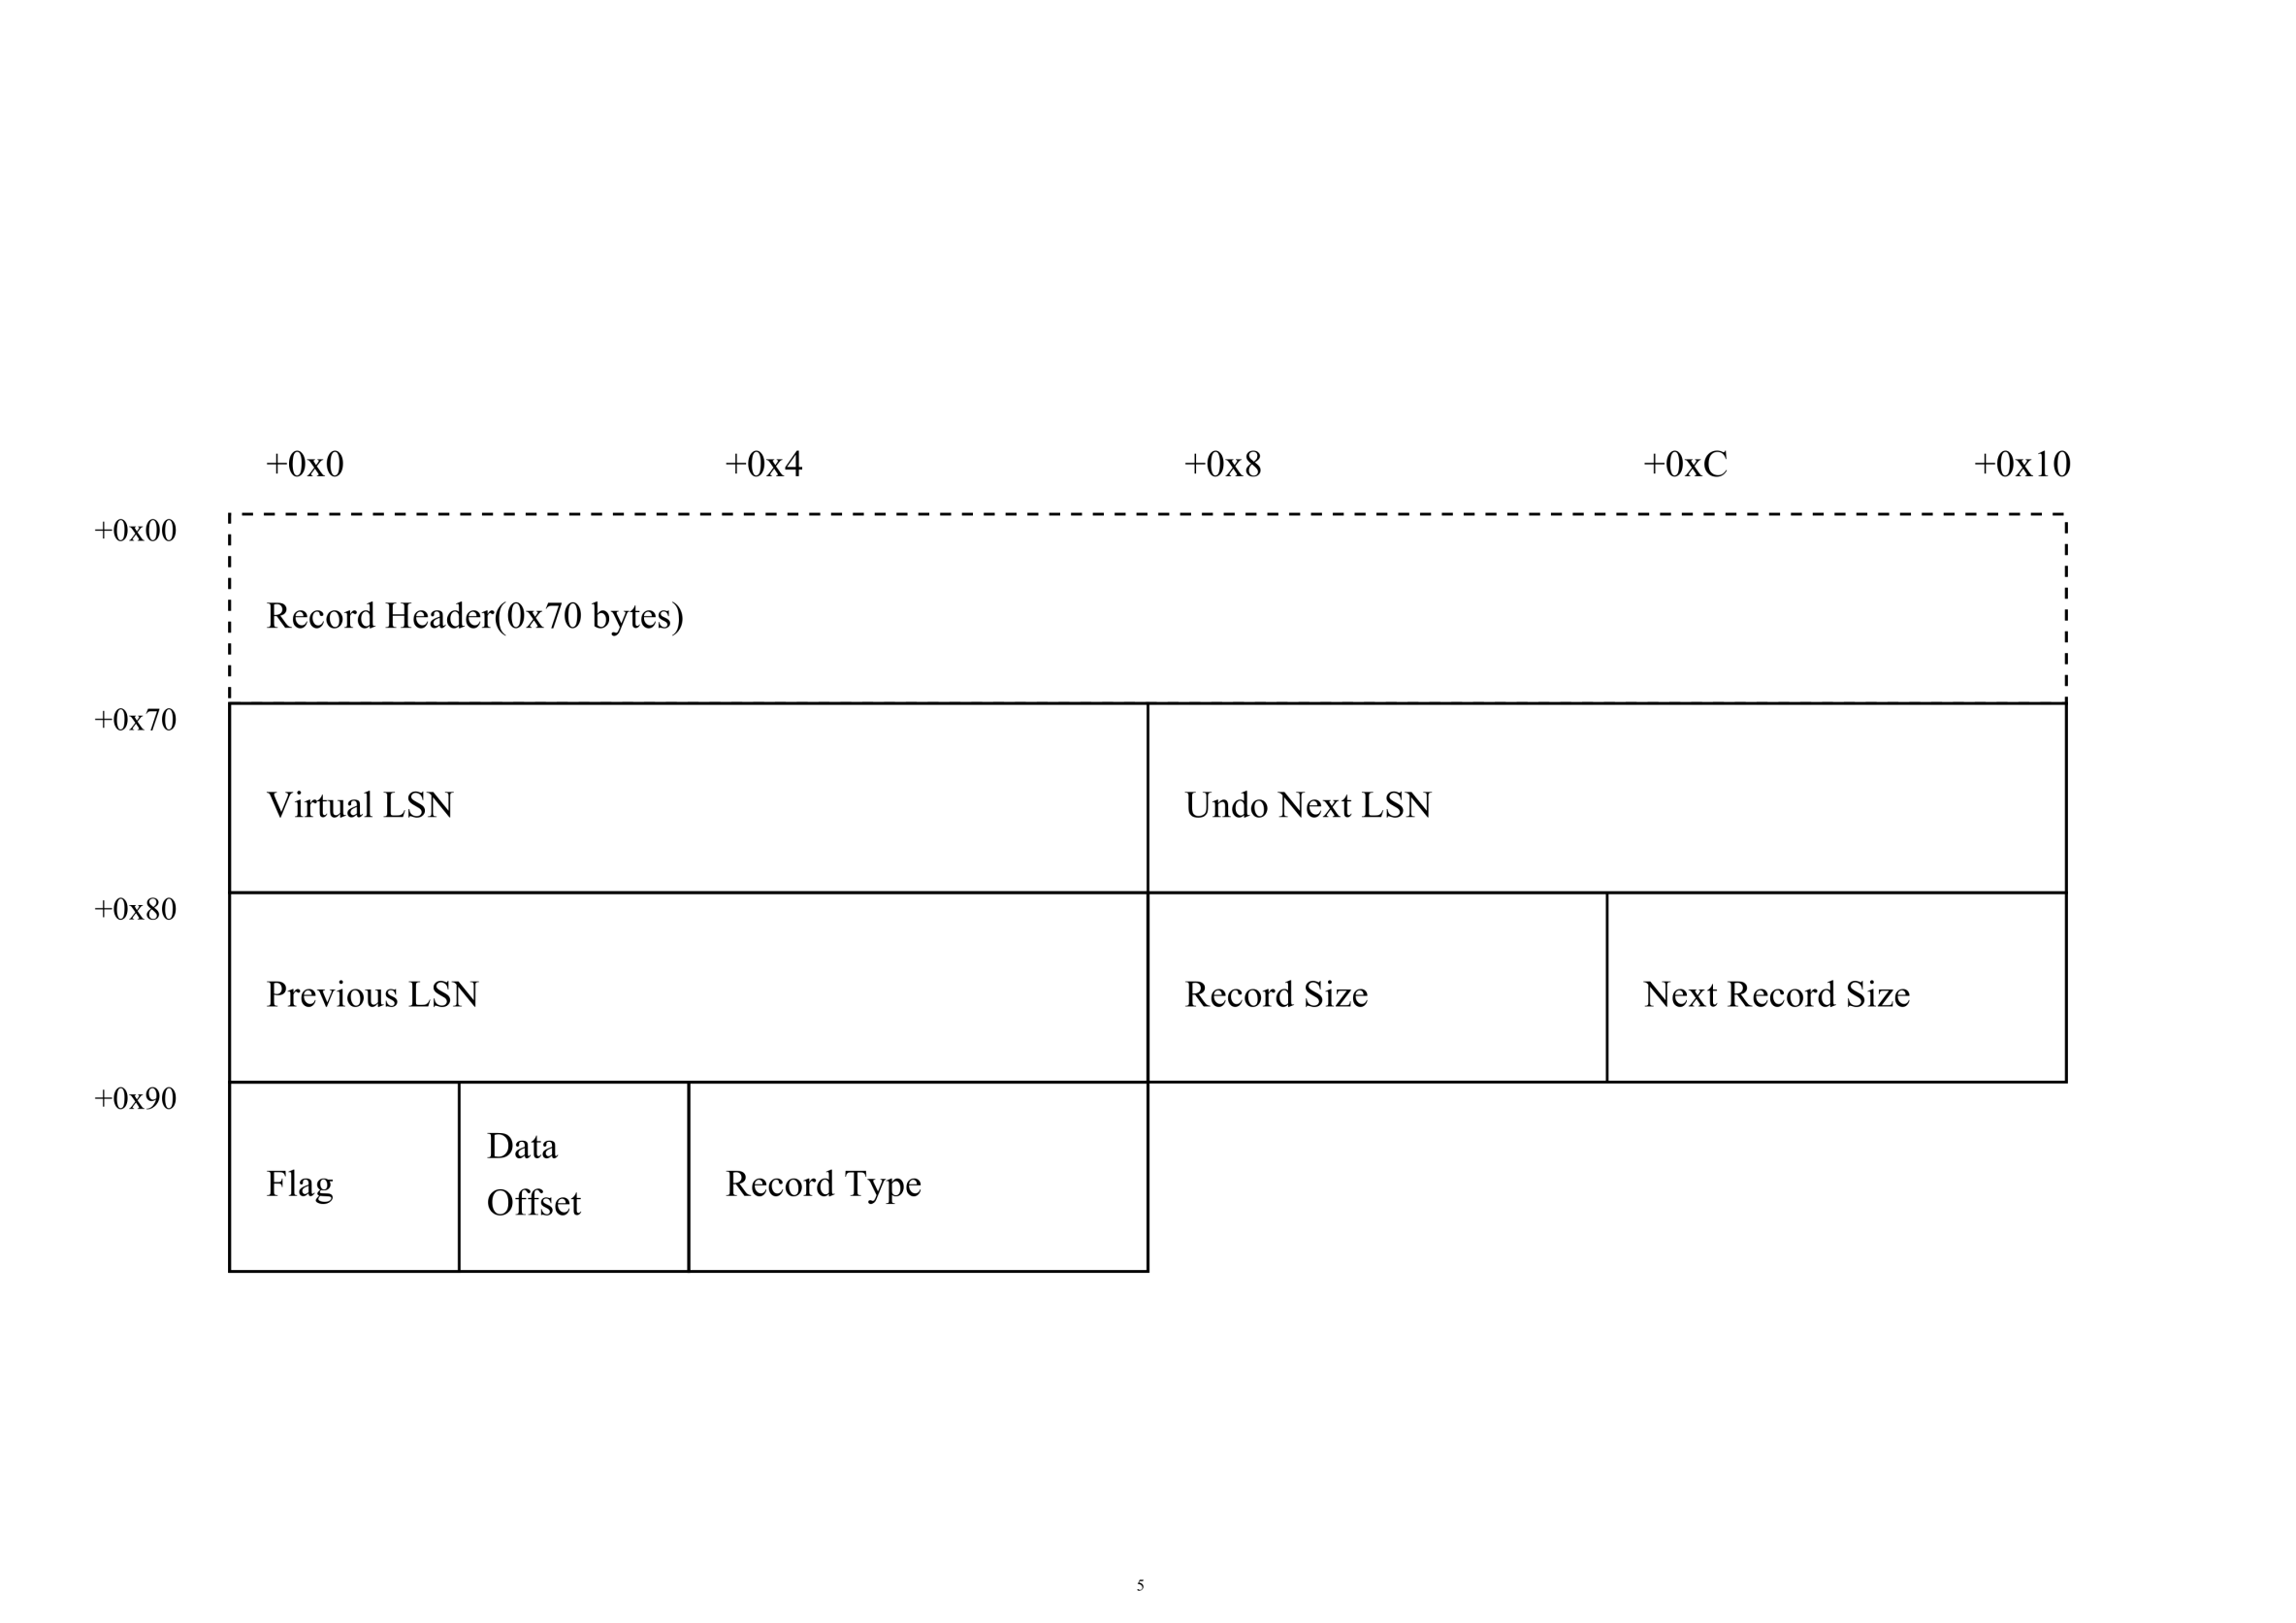 +0x0 +0x4 +0x8 +0xC +0x10
+0x00
Record Header(0x70 bytes)
+0x70
Virtual LSN
Undo Next LSN
+0x80
Previous LSN
Record Size
Next Record Size
+0x90
Flag
Data
Offset
Record Type
5